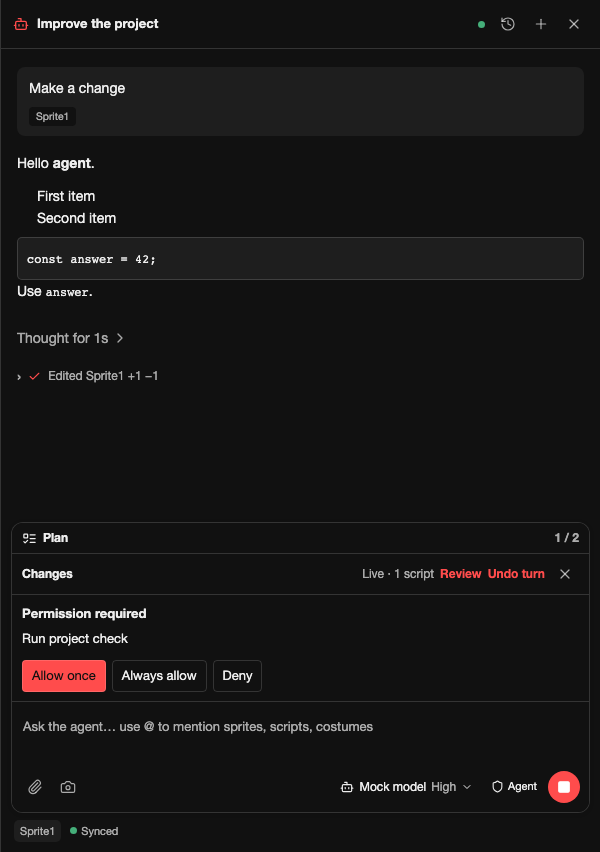 Improve the project
Make a change
Sprite1
Hello agent.
First item
Second item
const answer = 42;
Use answer.
Thought for 1s
Edited Sprite1 +1 −1
Plan 1 / 2
Changes Live · 1 script Review Undo turn
Permission required
Run project check
Allow once Always allow Deny
Ask the agent… use @ to mention sprites, scripts, costumes
Mock model High Agent
Sprite1 Synced